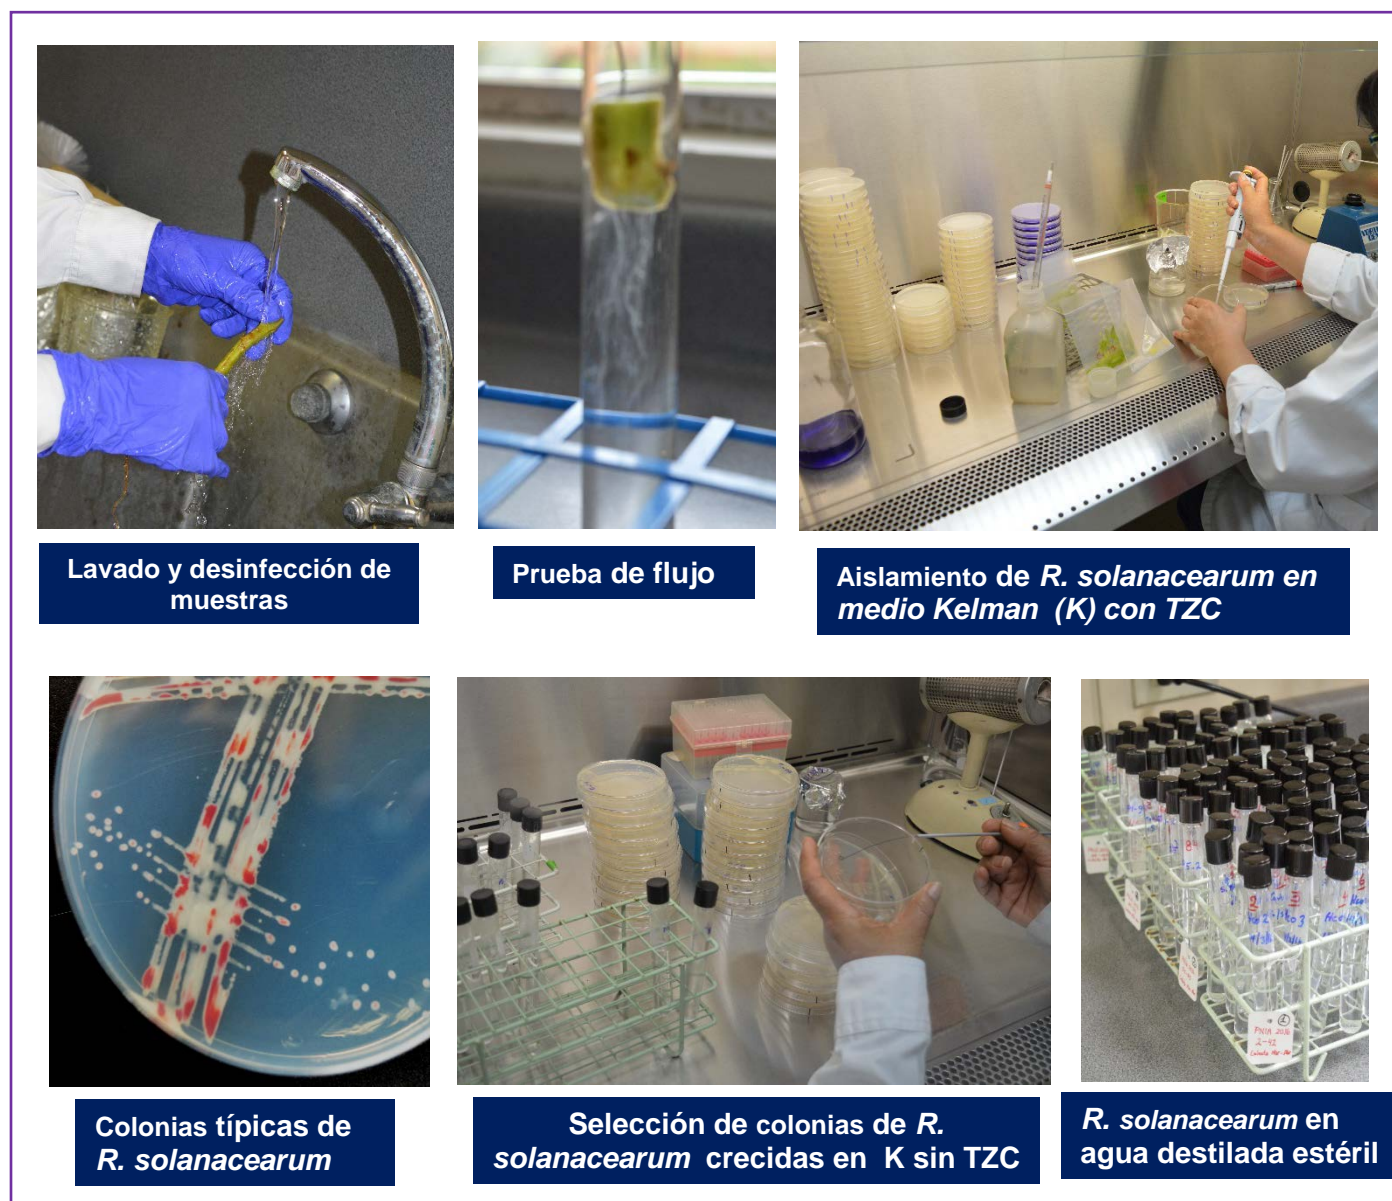 Lavado y desinfección de
muestras
Prueba de flujo
Aislamiento de R. solanacearum en
medio Kelman (K) con TZC
Colonias típicas de
R. solanacearum
Selección de colonias de R.
solanacearum crecidas en K sin TZC
R. solanacearum en
agua destilada estéril